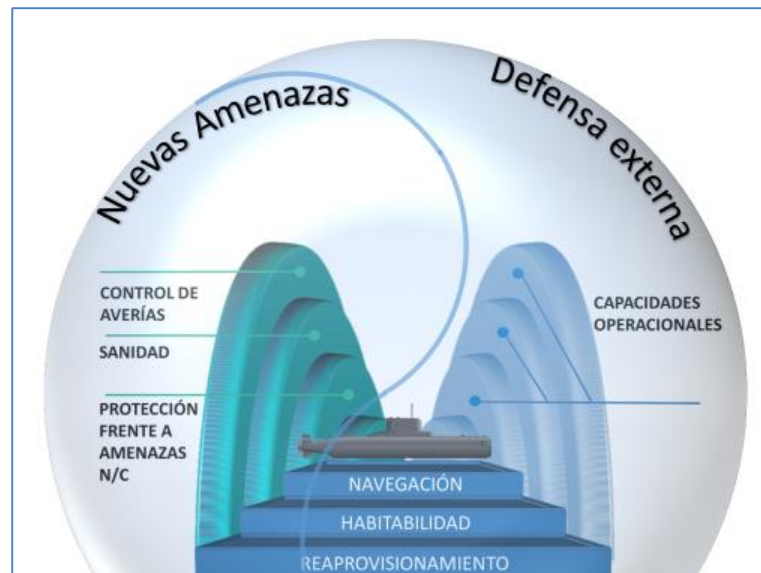 Nuevas Amenazas
Defensa externa
CONTROL DE
AVERÍAS
SANIDAD
PROTECCIÓN
FRENTE A
AMENAZAS
N/C
CAPACIDADES
OPERACIONALES
NAVEGACIÓN
HABITABILIDAD
REAPROVISIONAMIENTO